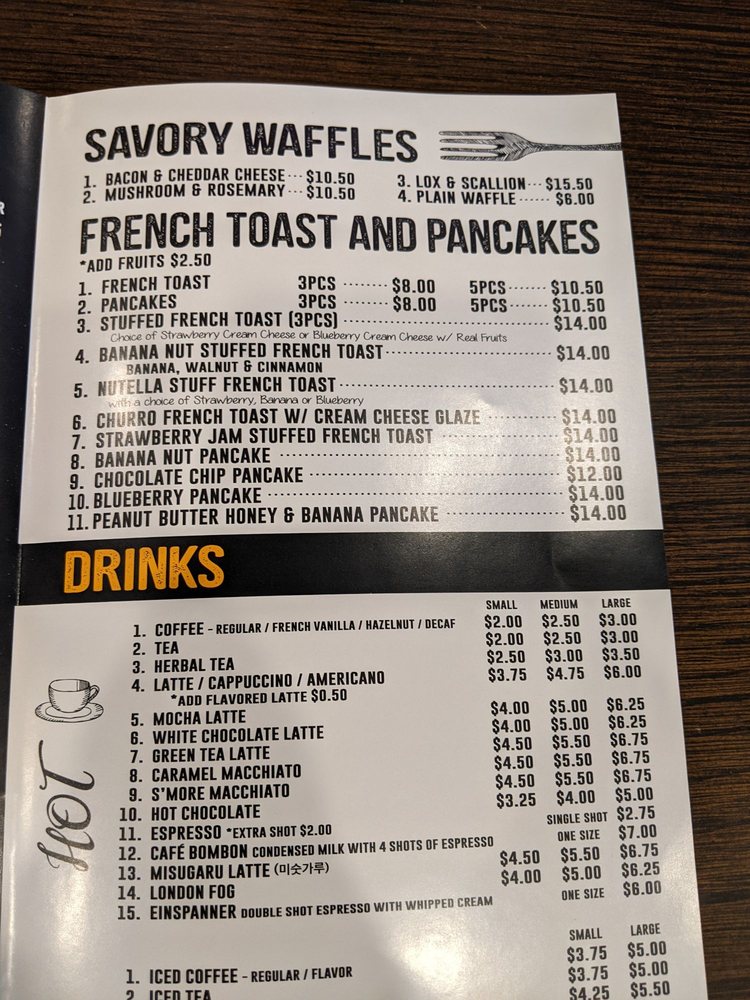 SAVORY WAFFLES
1. BACON & CHEDDAR CHEESE ··· $10.50
2. MUSHROOM & ROSEMARY ··· $10.50
3. LOX & SCALLION ··· $15.50
4. PLAIN WAFFLE ······ $6.00
FRENCH TOAST AND PANCAKES
*ADD FRUITS $2.50
1. FRENCH TOAST 3PCS ········ $8.00 5PCS ······· $10.50
2. PANCAKES 3PCS ········ $8.00 5PCS ······· $10.50
3. STUFFED FRENCH TOAST (3PCS) ········ $14.00
Choice of Strawberry Cream Cheese or Blueberry Cream Cheese w/ Real Fruits
4. BANANA NUT STUFFED FRENCH TOAST ········ $14.00
BANANA, WALNUT & CINNAMON
5. NUTELLA STUFF FRENCH TOAST ········ $14.00
with a choice of Strawberry, Banana or Blueberry
6. CHURRO FRENCH TOAST W/ CREAM CHEESE GLAZE ········ $14.00
7. STRAWBERRY JAM STUFFED FRENCH TOAST ········ $14.00
8. BANANA NUT PANCAKE ········ $14.00
9. CHOCOLATE CHIP PANCAKE ········ $12.00
10. BLUEBERRY PANCAKE ········ $14.00
11. PEANUT BUTTER HONEY & BANANA PANCAKE ········ $14.00
DRINKS
SMALL MEDIUM LARGE
HOT
1. COFFEE - REGULAR / FRENCH VANILLA / HAZELNUT / DECAF $2.00 $2.50 $3.00
2. TEA $2.00 $2.50 $3.00
3. HERBAL TEA $2.50 $3.00 $3.50
4. LATTE / CAPPUCCINO / AMERICANO $3.75 $4.75 $6.00
*ADD FLAVORED LATTE $0.50
5. MOCHA LATTE $4.00 $5.00 $6.25
6. WHITE CHOCOLATE LATTE $4.00 $5.00 $6.25
7. GREEN TEA LATTE $4.50 $5.50 $6.75
8. CARAMEL MACCHIATO $4.50 $5.50 $6.75
9. S'MORE MACCHIATO $4.50 $5.50 $6.75
10. HOT CHOCOLATE $3.25 $4.00 $5.00
11. ESPRESSO *EXTRA SHOT $2.00 SINGLE SHOT $2.75
12. CAFÉ BOMBON CONDENSED MILK WITH 4 SHOTS OF ESPRESSO ONE SIZE $7.00
13. MISUGARU LATTE (미숫가루) $4.50 $5.50 $6.75
14. LONDON FOG $4.00 $5.00 $6.25
15. EINSPANNER DOUBLE SHOT ESPRESSO WITH WHIPPED CREAM ONE SIZE $6.00
SMALL LARGE
1. ICED COFFEE - REGULAR / FLAVOR $3.75 $5.00
2. ICED TEA $3.75 $5.00
$4.25 $5.50